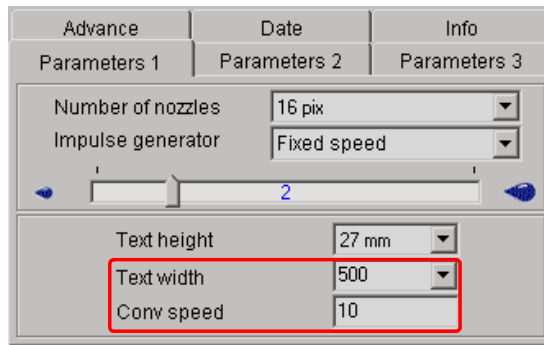 Advance Date Info
Parameters 1 Parameters 2 Parameters 3
Number of nozzles 16 pix
Impulse generator Fixed speed
2
Text height 27 mm
Text width 500
Conv speed 10